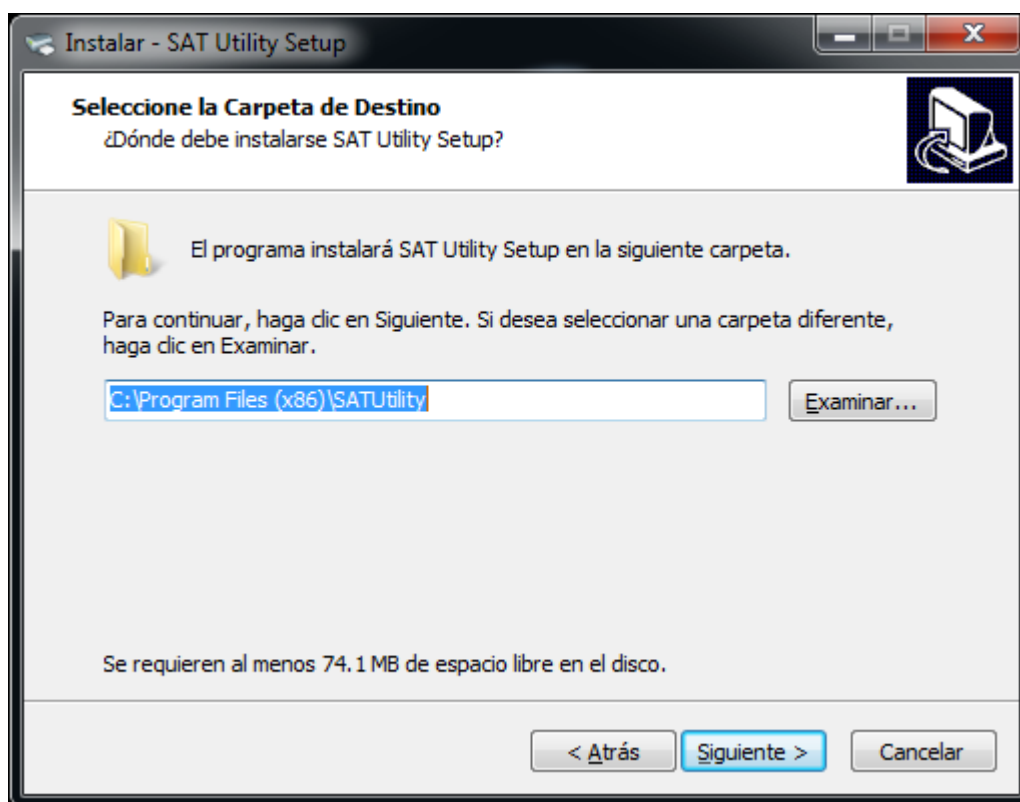 Instalar - SAT Utility Setup
Seleccione la Carpeta de Destino
¿Dónde debe instalarse SAT Utility Setup?
El programa instalará SAT Utility Setup en la siguiente carpeta.
Para continuar, haga clic en Siguiente. Si desea seleccionar una carpeta diferente,
haga clic en Examinar.
C:\Program Files (x86)\SATUtility
Examinar...
Se requieren al menos 74.1 MB de espacio libre en el disco.
< Atrás
Siguiente >
Cancelar